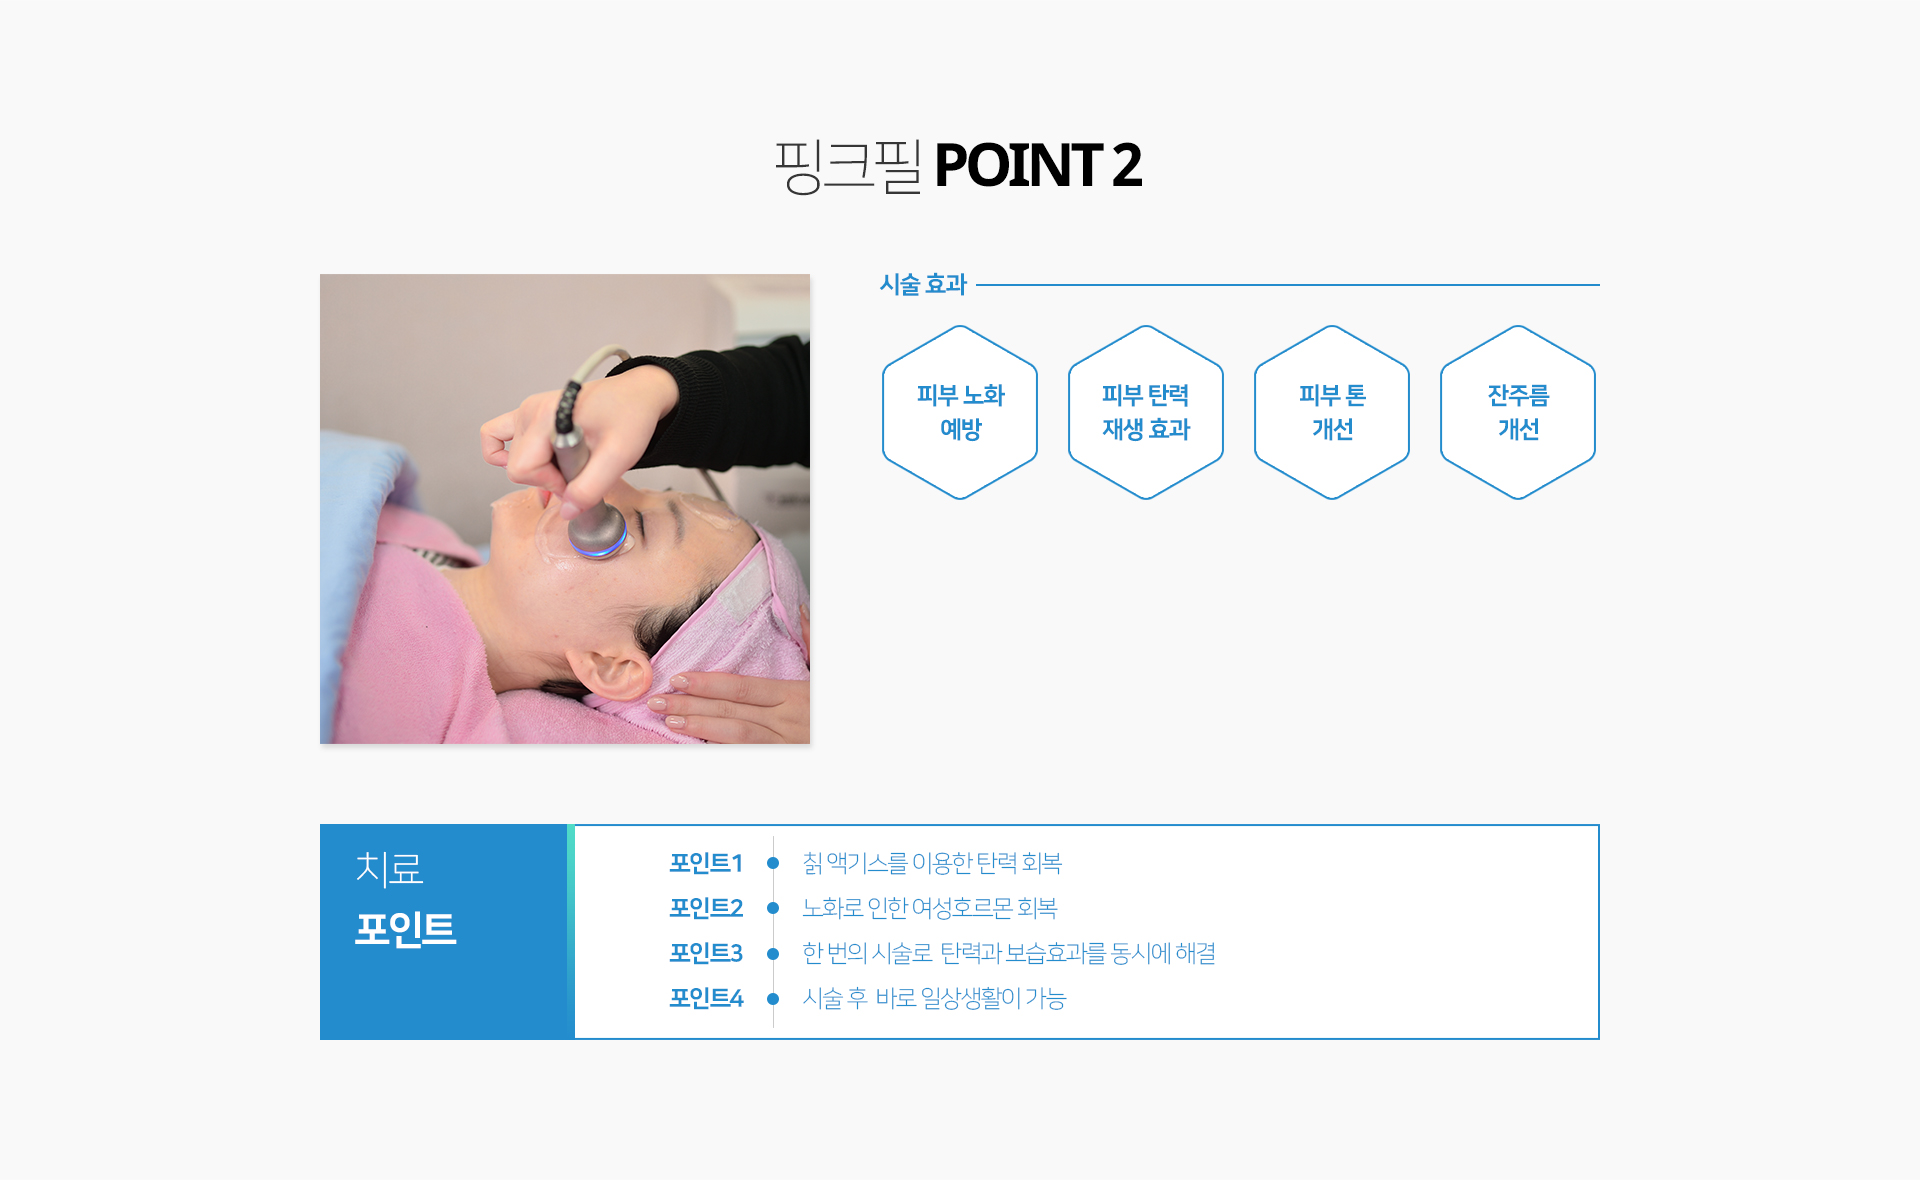 핑크필 POINT 2
시술 효과
피부 노화
예방
피부 탄력
재생 효과
피부 톤
개선
잔주름
개선
치료
포인트
포인트1 칡 액기스를 이용한 탄력 회복
포인트2 노화로 인한 여성호르몬 회복
포인트3 한 번의 시술로 탄력과 보습효과를 동시에 해결
포인트4 시술 후 바로 일상생활이 가능